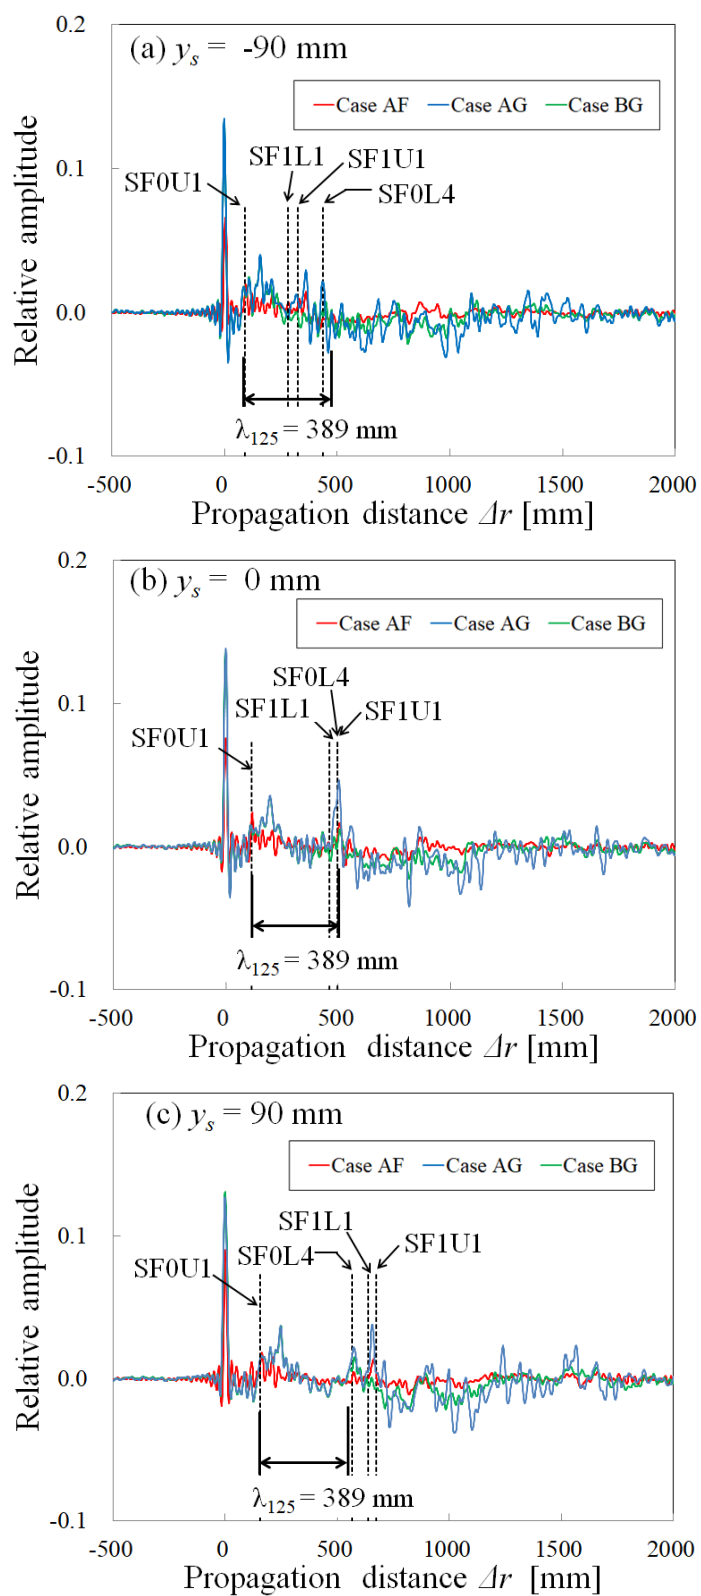 (a) yₛ = -90 mm
Case AF Case AG Case BG
SF0U1
SF1L1
SF1U1
SF0L4
λ₁₂₅ = 389 mm
0.2
0.1
0.0
-0.1
Relative amplitude
-500 0 500 1000 1500 2000
Propagation distance Δr [mm]
(b) yₛ = 0 mm
Case AF Case AG Case BG
SF0L4
SF1L1
SF1U1
SF0U1
λ₁₂₅ = 389 mm
0.2
0.1
0.0
-0.1
Relative amplitude
-500 0 500 1000 1500 2000
Propagation distance Δr [mm]
(c) yₛ = 90 mm
Case AF Case AG Case BG
SF1L1
SF0L4
SF1U1
SF0U1
λ₁₂₅ = 389 mm
0.2
0.1
0.0
-0.1
Relative amplitude
-500 0 500 1000 1500 2000
Propagation distance Δr [mm]